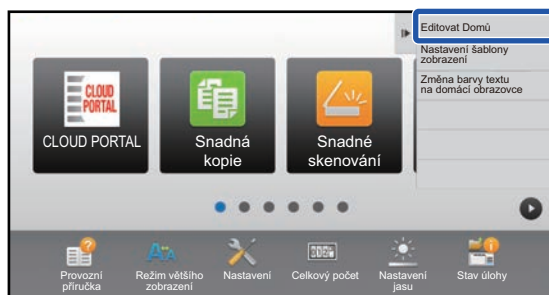 Editovat Domů
Nastavení šablony
zobrazení
Změna barvy textu
na domácí obrazovce
CLOUD
PORTAL
CLOUD PORTAL
Snadná
kopie
Snadné
skenování
Provozní
příručka
Režim většího
zobrazení
Nastavení
Celkový počet
Nastavení
jasu
Stav úlohy